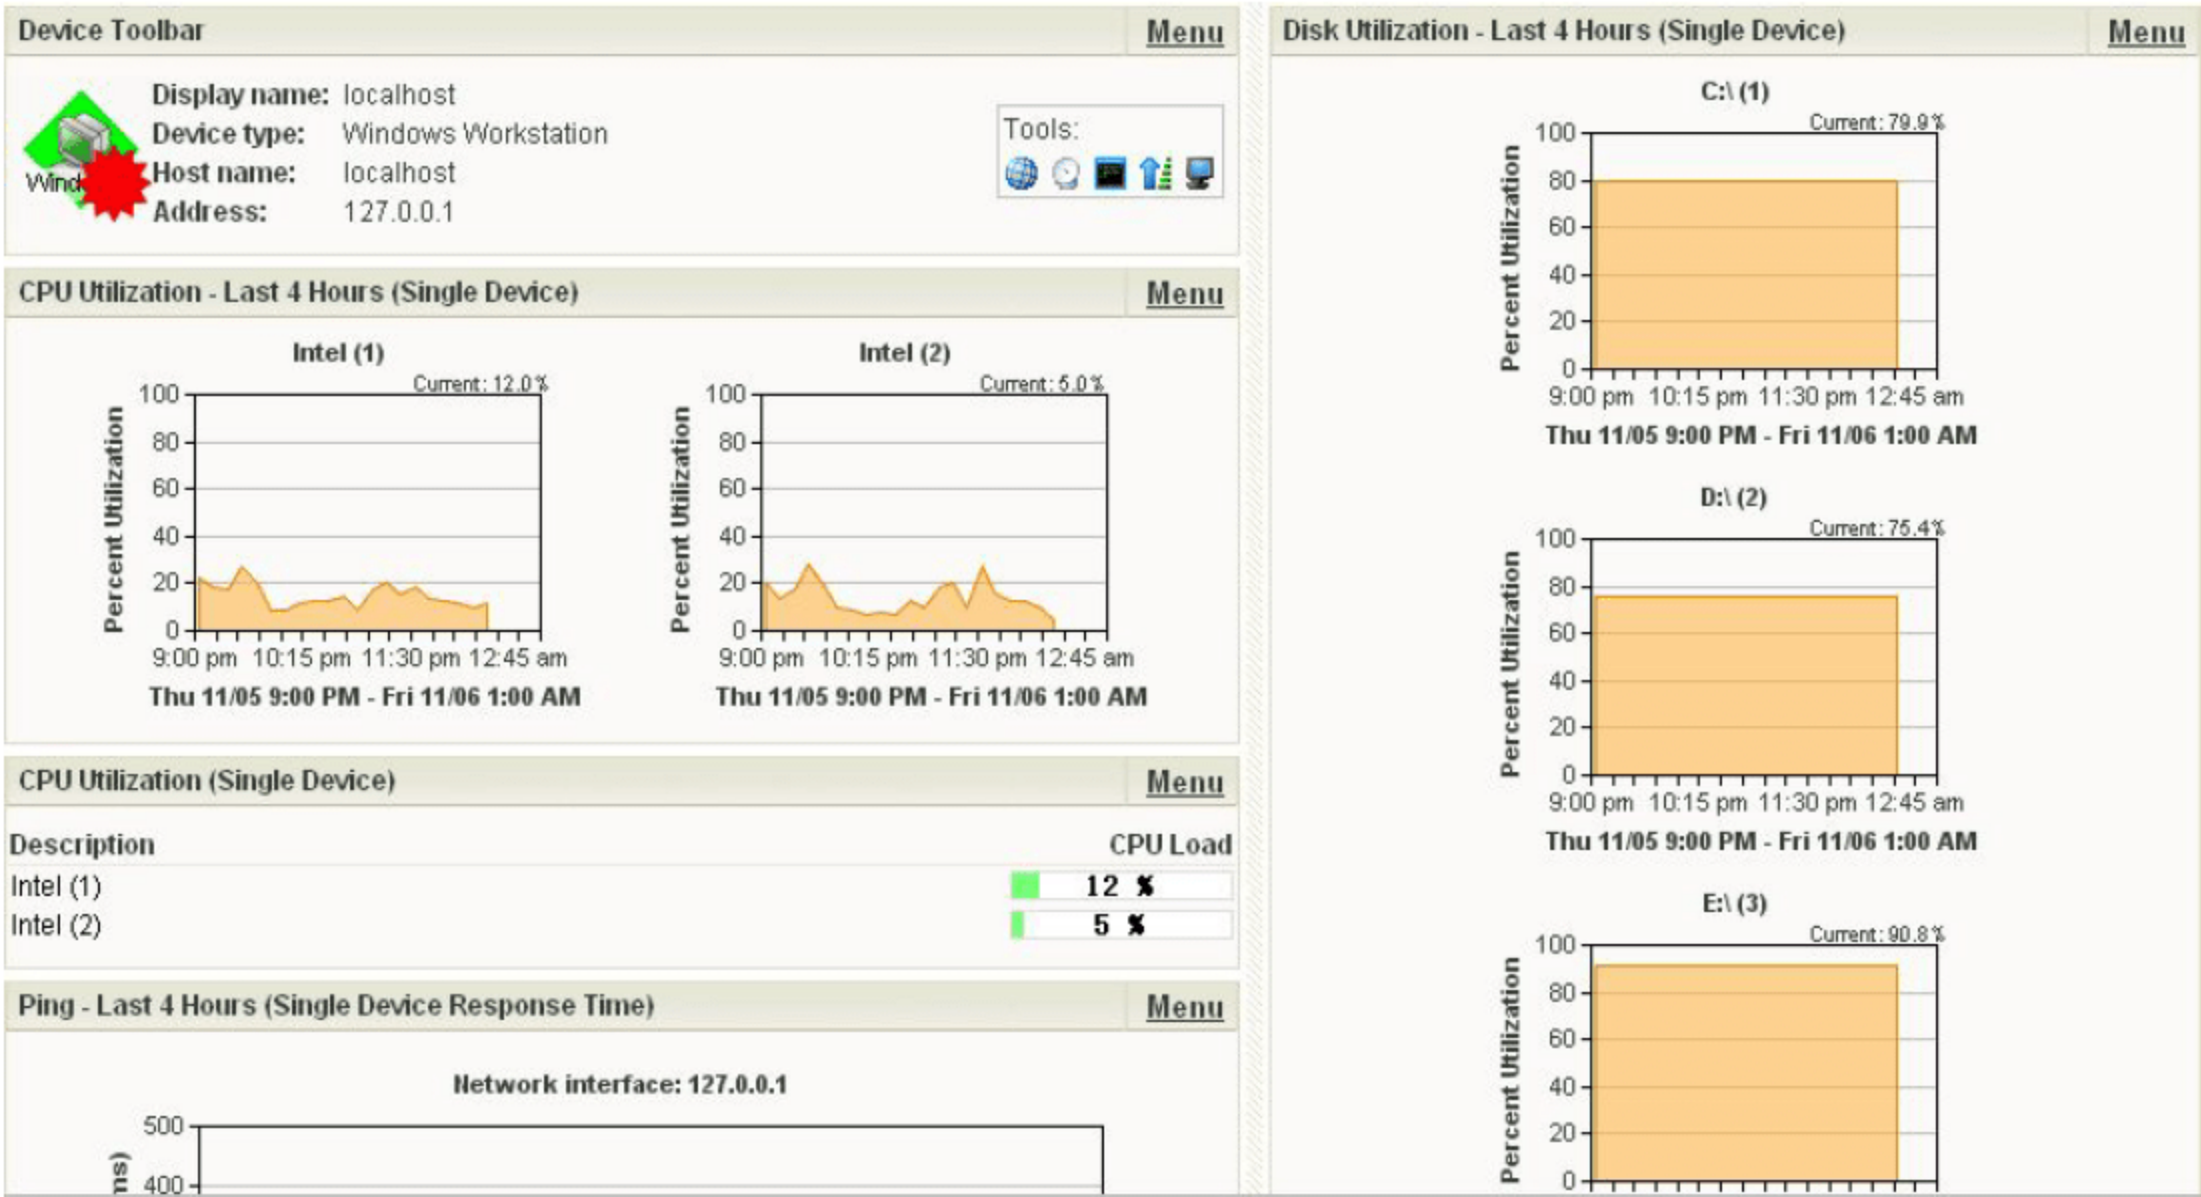 Device Toolbar
Menu
Display name: localhost
Device type: Windows Workstation
Host name: localhost
Address: 127.0.0.1
Tools:
CPU Utilization - Last 4 Hours (Single Device)
Menu
Intel (1)
Current: 12.0%
100
80
60
40
20
0
Percent Utilization
9:00 pm 10:15 pm 11:30 pm 12:45 am
Thu 11/05 9:00 PM - Fri 11/06 1:00 AM
Intel (2)
Current: 5.0%
100
80
60
40
20
0
Percent Utilization
9:00 pm 10:15 pm 11:30 pm 12:45 am
Thu 11/05 9:00 PM - Fri 11/06 1:00 AM
CPU Utilization (Single Device)
Menu
Description CPU Load
Intel (1) 12 %
Intel (2) 5 %
Ping - Last 4 Hours (Single Device Response Time)
Menu
Network interface: 127.0.0.1
500
400
Disk Utilization - Last 4 Hours (Single Device)
Menu
C:\ (1)
Current: 79.9%
100
80
60
40
20
0
Percent Utilization
9:00 pm 10:15 pm 11:30 pm 12:45 am
Thu 11/05 9:00 PM - Fri 11/06 1:00 AM
D:\ (2)
Current: 75.4%
100
80
60
40
20
0
Percent Utilization
9:00 pm 10:15 pm 11:30 pm 12:45 am
Thu 11/05 9:00 PM - Fri 11/06 1:00 AM
E:\ (3)
Current: 90.8%
100
80
60
40
20
0
Percent Utilization